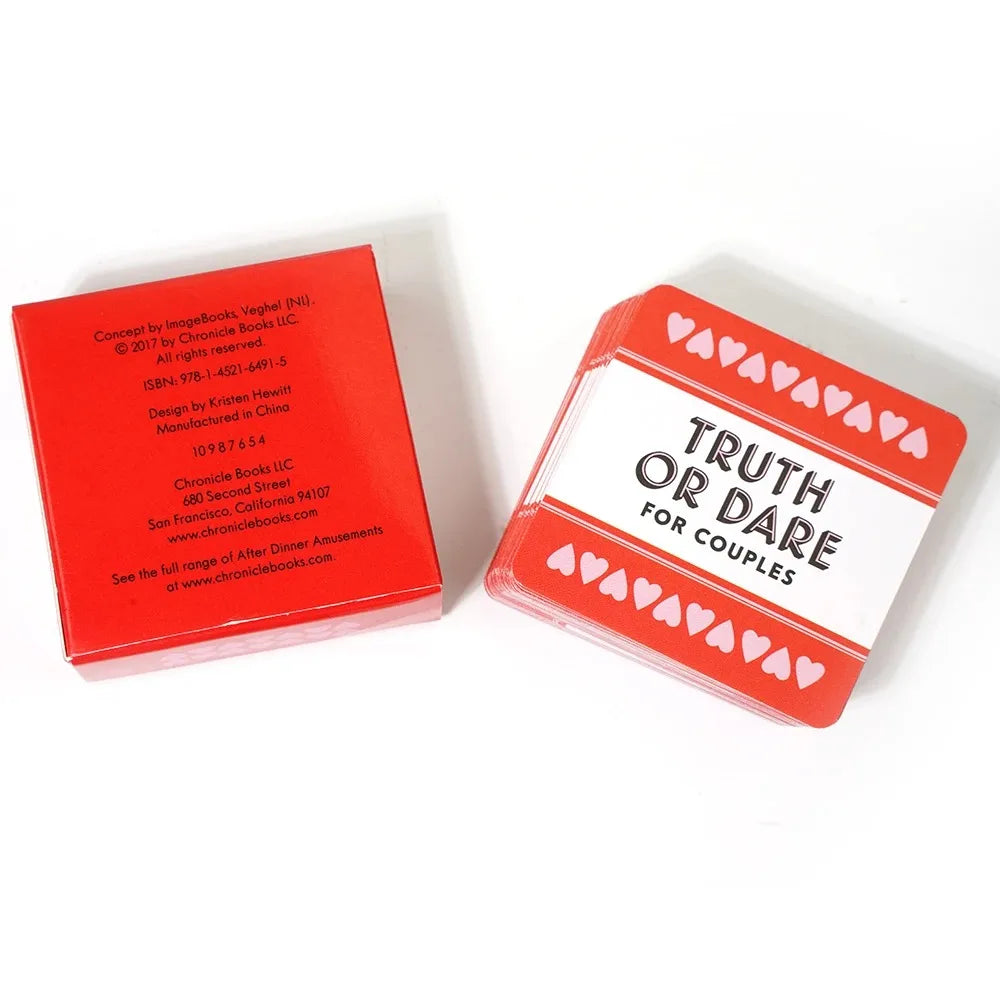 Concept by ImageBooks, Veghel (NL).
© 2017 by Chronicle Books LLC.
All rights reserved.
ISBN: 978-1-4521-6491-5
Design by Kristen Hewitt
Manufactured in China
10 9 8 7 6 5 4
Chronicle Books LLC
680 Second Street
San Francisco, California 94107
www.chroniclebooks.com
See the full range of After Dinner Amusements
at www.chroniclebooks.com.
TRUTH
OR DARE
FOR COUPLES